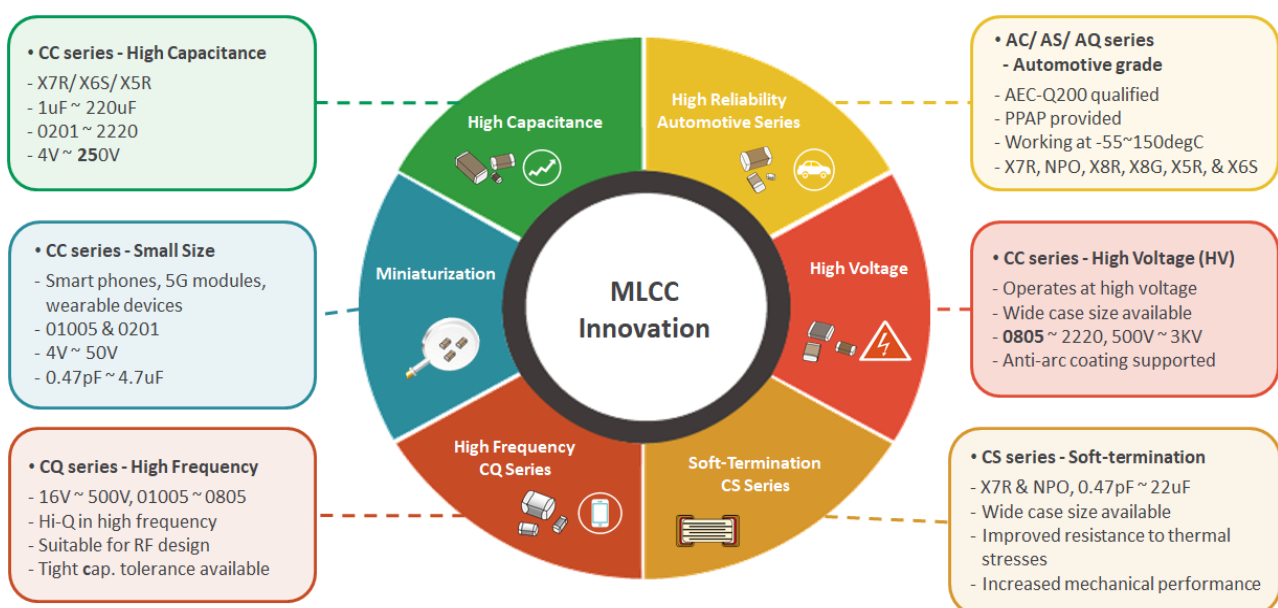 • CC series - High Capacitance
- X7R/ X6S/ X5R
- 1uF ~ 220uF
- 0201 ~ 2220
- 4V ~ 250V
• CC series - Small Size
- Smart phones, 5G modules,
wearable devices
- 01005 & 0201
- 4V ~ 50V
- 0.47pF ~ 4.7uF
• CQ series - High Frequency
- 16V ~ 500V, 01005 ~ 0805
- Hi-Q in high frequency
- Suitable for RF design
- Tight cap. tolerance available
High Capacitance
High Reliability
Automotive Series
Miniaturization
MLCC
Innovation
High Voltage
High Frequency
CQ Series
Soft-Termination
CS Series
• AC/ AS/ AQ series
- Automotive grade
- AEC-Q200 qualified
- PPAP provided
- Working at -55~150degC
- X7R, NPO, X8R, X8G, X5R, & X6S
• CC series - High Voltage (HV)
- Operates at high voltage
- Wide case size available
- 0805 ~ 2220, 500V ~ 3KV
- Anti-arc coating supported
• CS series - Soft-termination
- X7R & NPO, 0.47pF ~ 22uF
- Wide case size available
- Improved resistance to thermal
stresses
- Increased mechanical performance